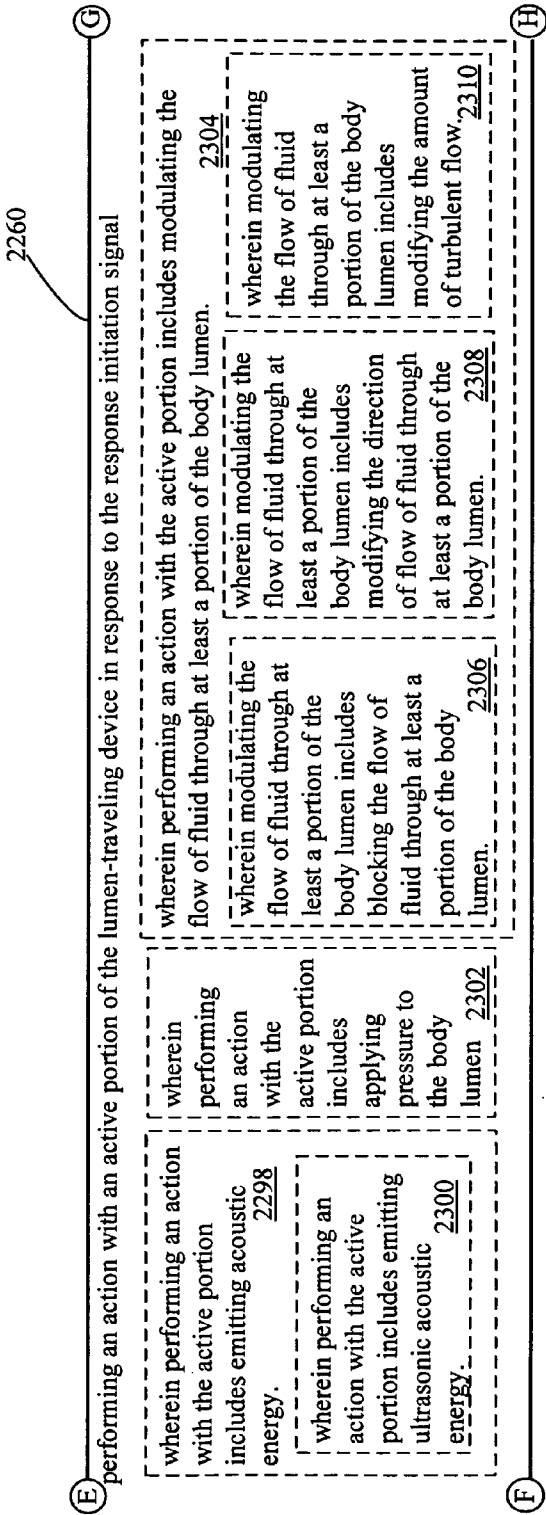 2260
E
G
performing an action with an active portion of the lumen-traveling device in response to the response initiation signal
wherein performing an action
with the active portion
includes emitting acoustic
energy.
2298
wherein performing an
action with the active
portion includes emitting
ultrasonic acoustic
energy.
2300
wherein
performing
an action
with the
active portion
includes
applying
pressure to
the body
lumen 2302
wherein performing an action with the active portion includes modulating the
flow of fluid through at least a portion of the body lumen.
2304
wherein modulating the
flow of fluid through at
least a portion of the
body lumen includes
blocking the flow of
fluid through at least a
portion of the body
lumen.
2306
wherein modulating the
flow of fluid through at
least a portion of the
body lumen includes
modifying the direction
of flow of fluid through
at least a portion of the
body lumen.
2308
wherein modulating
the flow of fluid
through at least a
portion of the body
lumen includes
modifying the amount
of turbulent flow.
2310
F
H